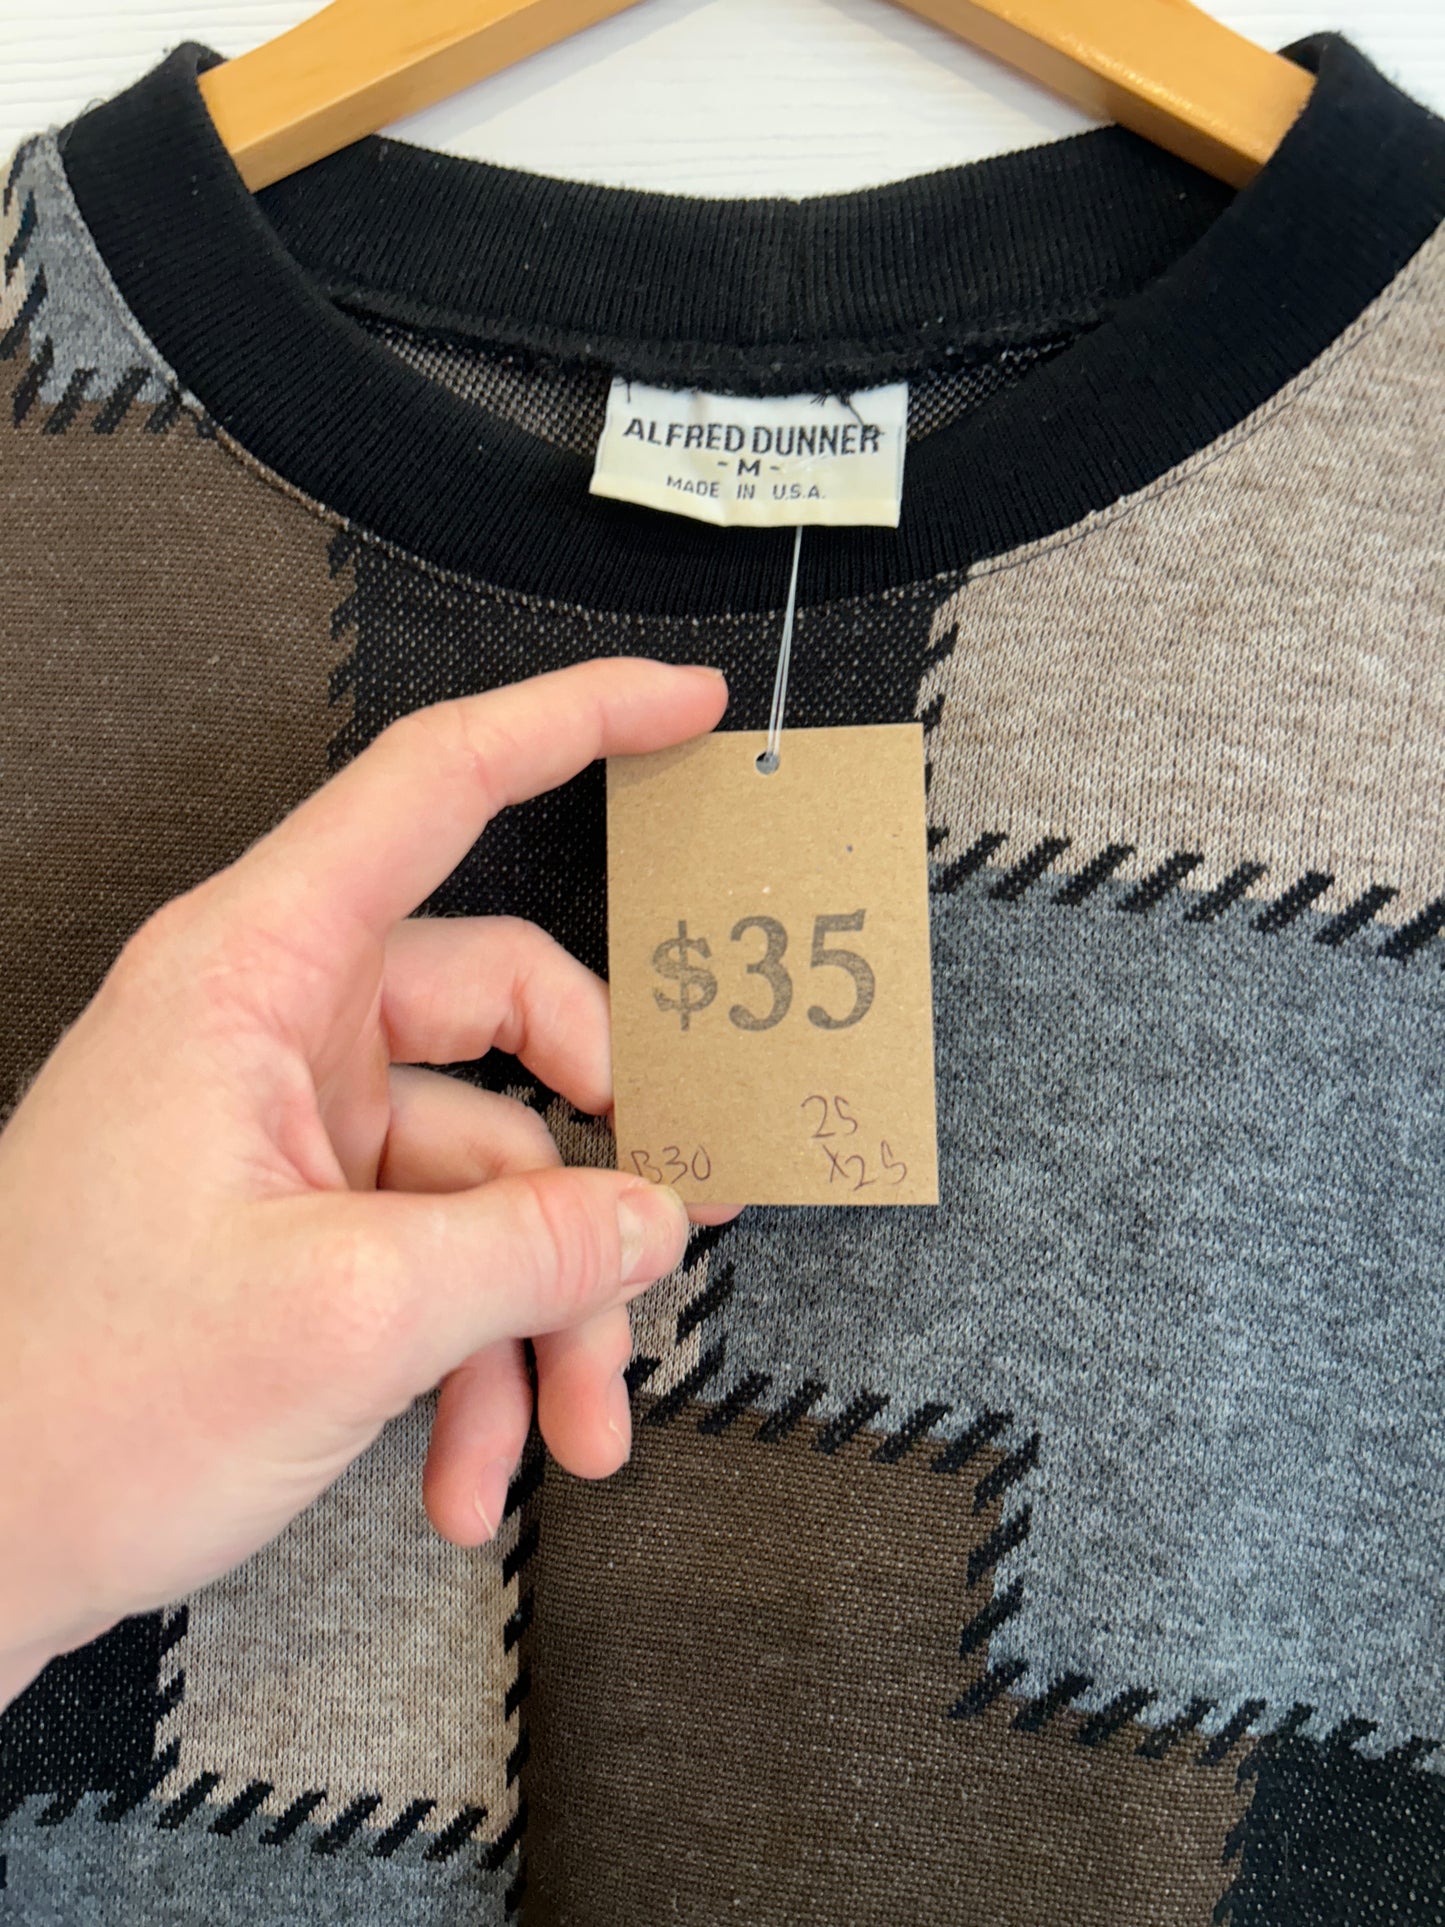 ALFRED DUNNER
- M -
MADE IN U.S.A.
$35
25
B30 X25